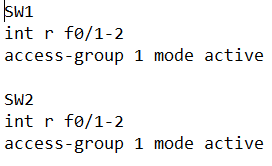 SW1
int r f0/1-2
access-group 1 mode active

SW2
int r f0/1-2
access-group 1 mode active